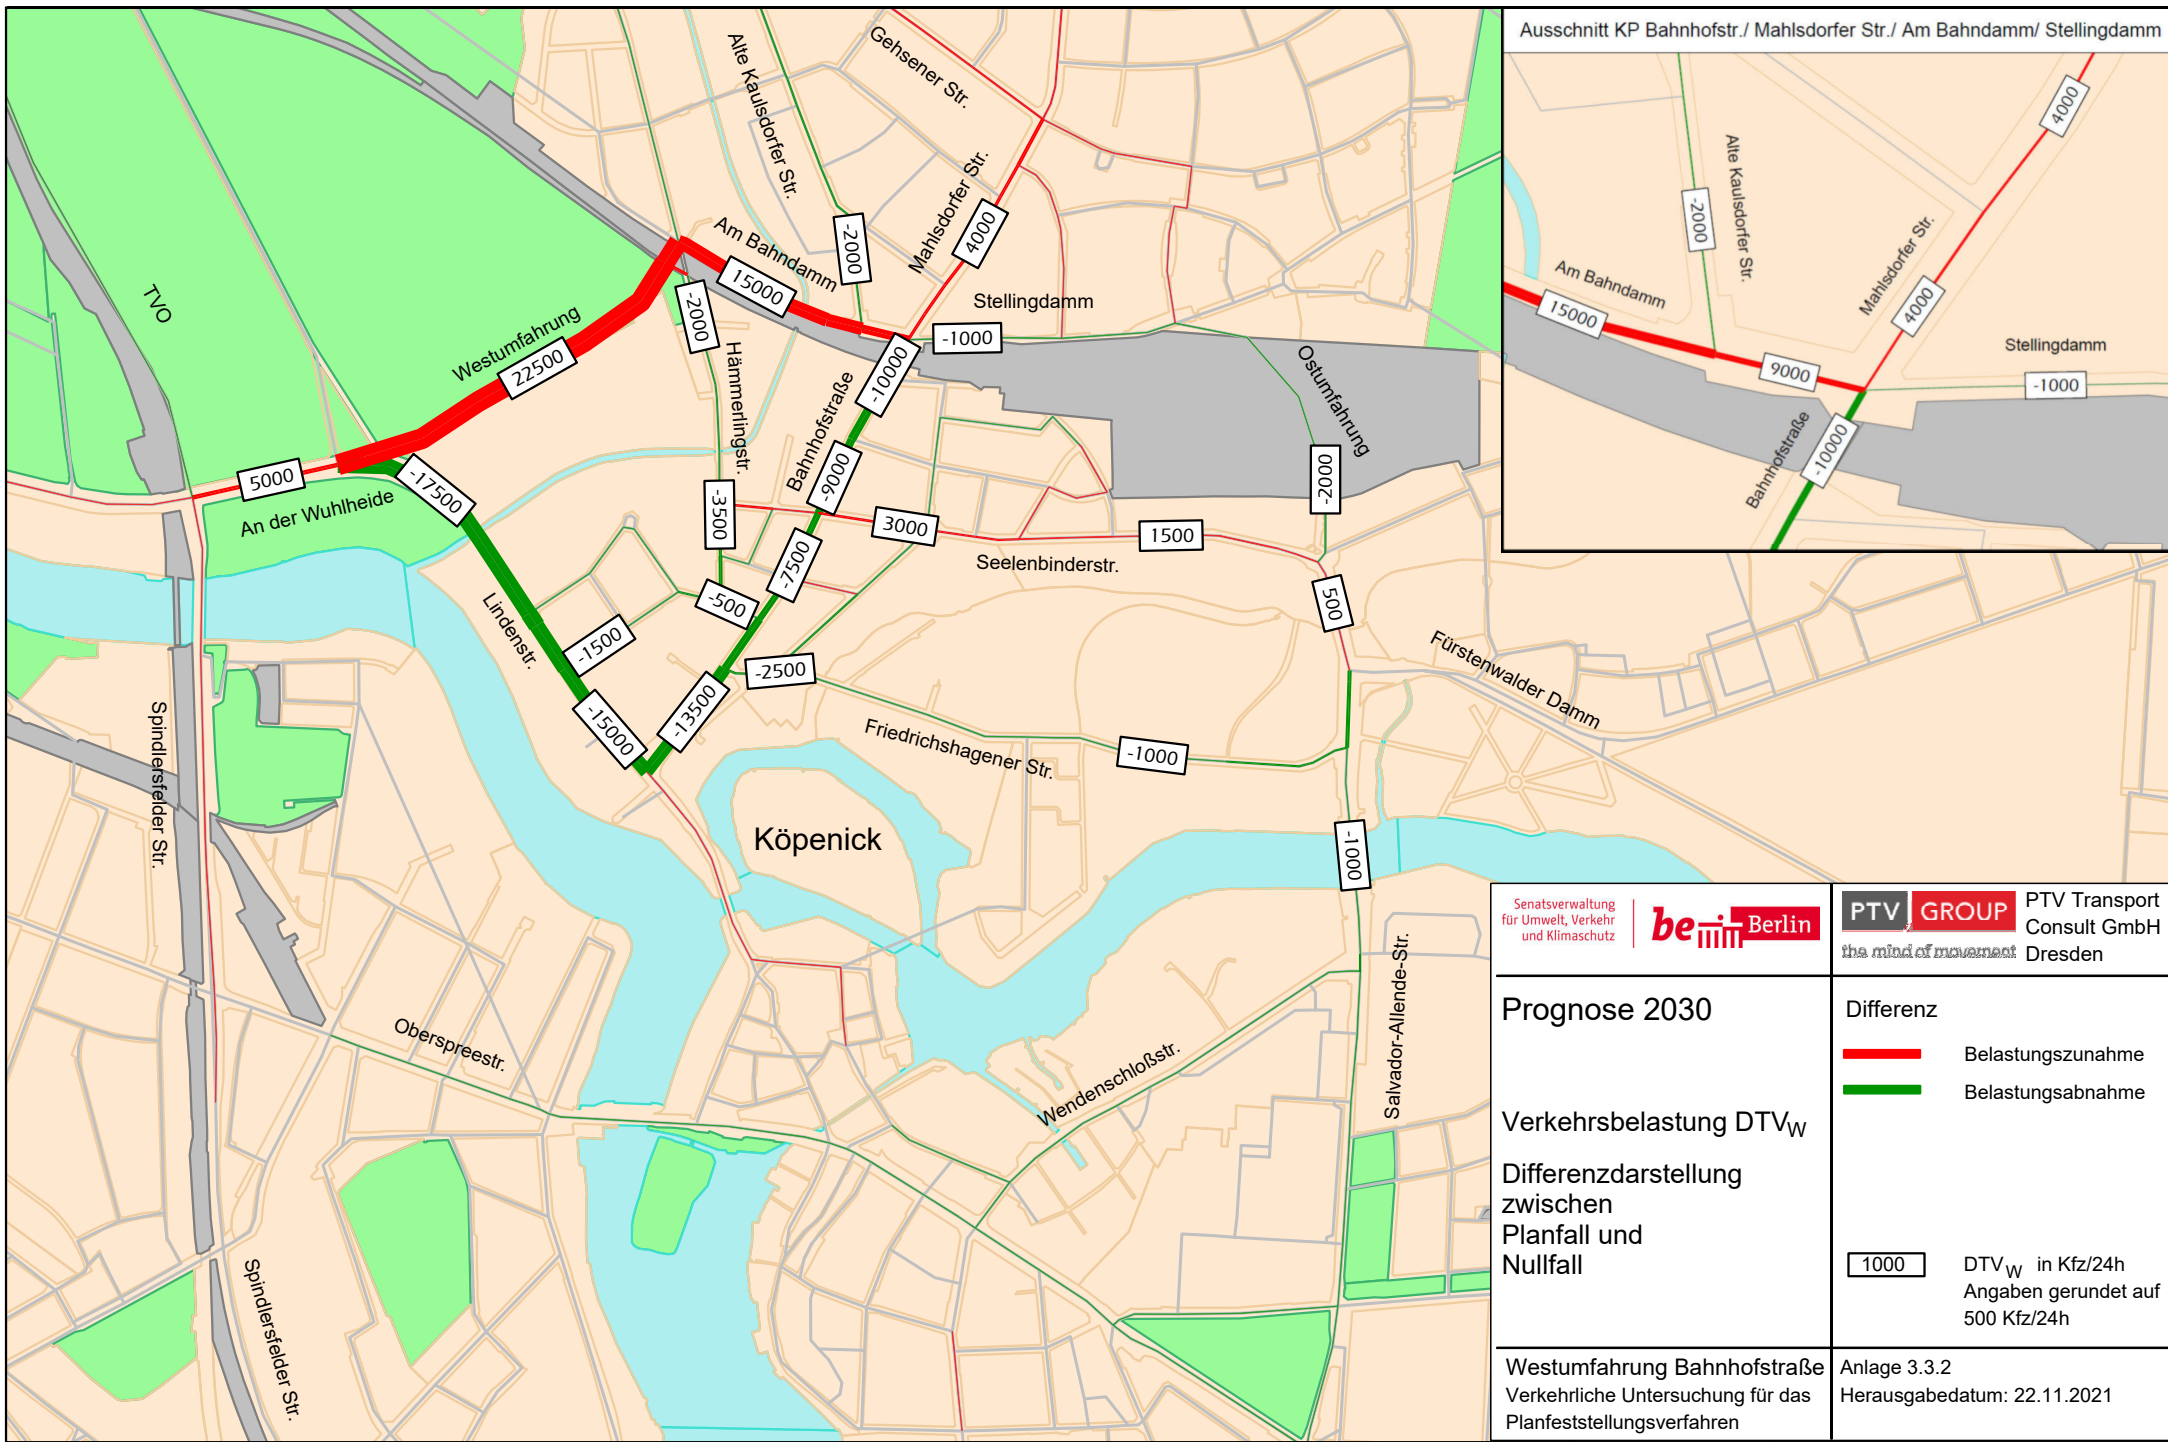 Ausschnitt KP Bahnhofstr./ Mahlsdorfer Str./ Am Bahndamm/ Stellingdamm
4000
-2000
Alte Kaulsdorfer Str.
Am Bahndamm
15000
Mahlsdorfer Str.
4000
9000
Stellingdamm
-1000
Bahnhofstraße
-10000
Gehsener Str.
Alte Kaulsdorfer Str.
Mahlsdorfer Str.
4000
-2000
Am Bahndamm
15000
Stellingdamm
-1000
TVO
Westumfahrung
22500
-2000
Hämmerlingstr.
-10000
Bahnhofstraße
-9000
Ostumfahrung
-2000
5000
An der Wuhlheide
-17500
-3500
3000
1500
Seelenbinderstr.
-7500
-500
500
Lindenstr.
-1500
-2500
Fürstenwalder Damm
-15000
-13500
Friedrichshagener Str.
-1000
Spindlersfelder Str.
Köpenick
-1000
Salvador-Allende-Str.
Oberspreestr.
Wendenschloßstr.
Spindlersfelder Str.
Senatsverwaltung
für Umwelt, Verkehr
und Klimaschutz
be Berlin
PTV GROUP
the mind of movement
PTV Transport
Consult GmbH
Dresden
Prognose 2030
Verkehrsbelastung DTVW
Differenzdarstellung
zwischen
Planfall und
Nullfall
Differenz
Belastungszunahme
Belastungsabnahme
1000
DTVW in Kfz/24h
Angaben gerundet auf
500 Kfz/24h
Westumfahrung Bahnhofstraße
Verkehrliche Untersuchung für das
Planfeststellungsverfahren
Anlage 3.3.2
Herausgabedatum: 22.11.2021